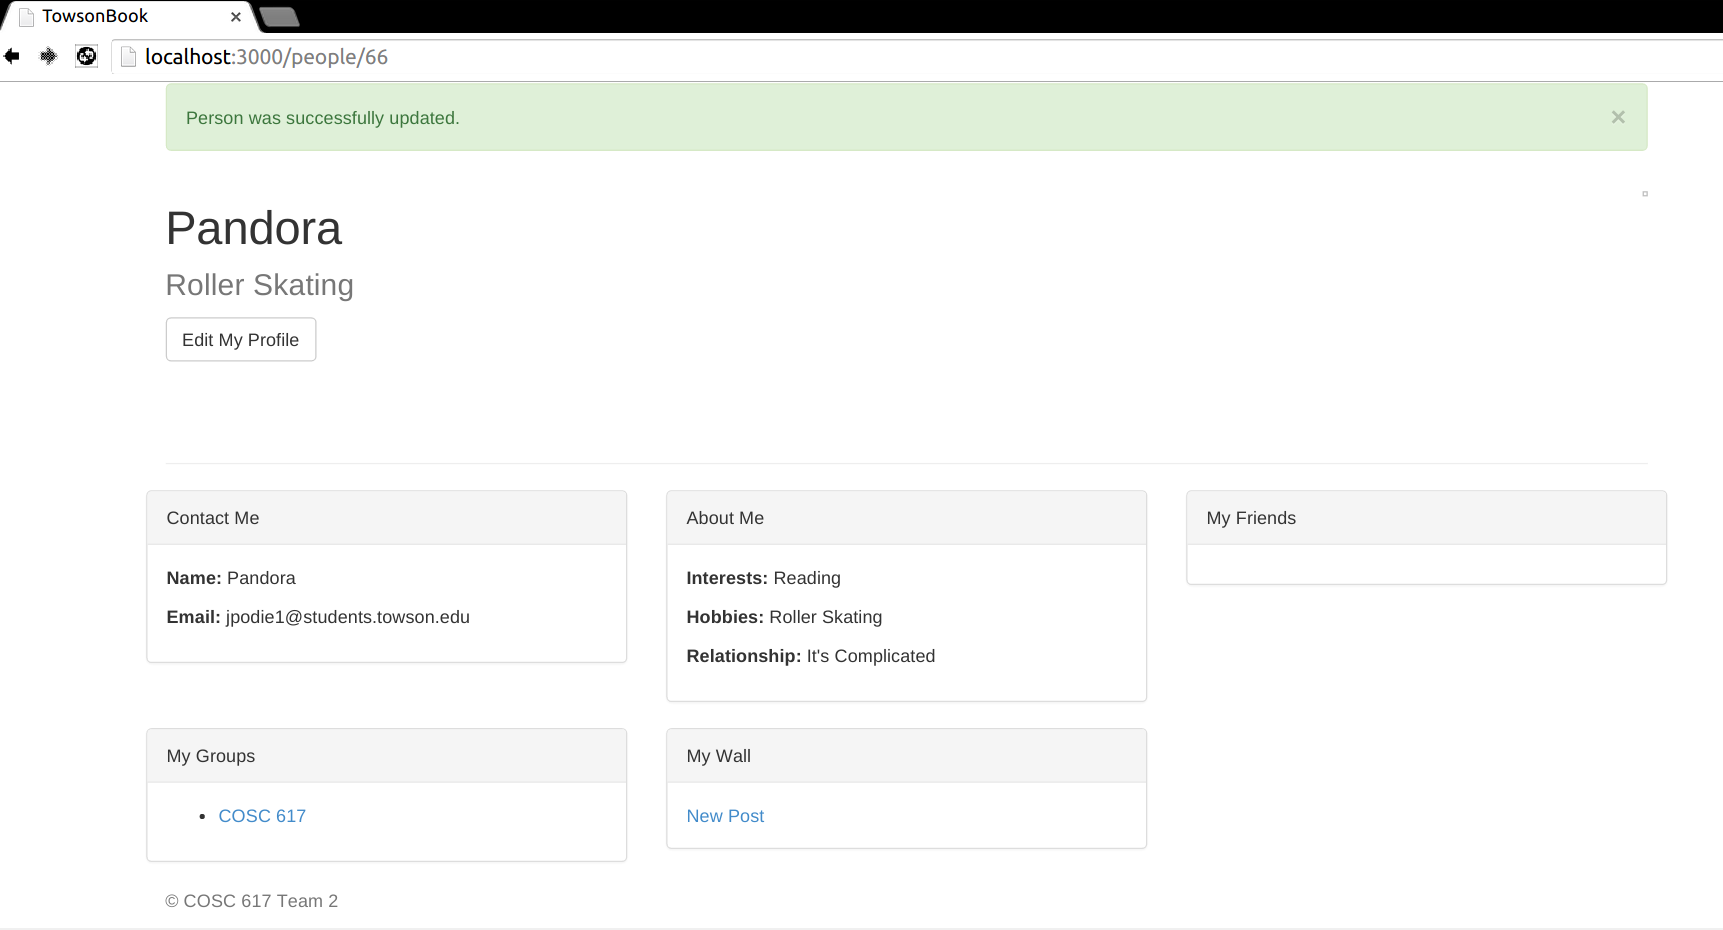 TowsonBook
localhost:3000/people/66
Person was successfully updated.
Pandora
Roller Skating
Edit My Profile
Contact Me
Name: Pandora
Email: jpodie1@students.towson.edu
About Me
Interests: Reading
Hobbies: Roller Skating
Relationship: It's Complicated
My Friends
My Groups
• COSC 617
My Wall
New Post
© COSC 617 Team 2